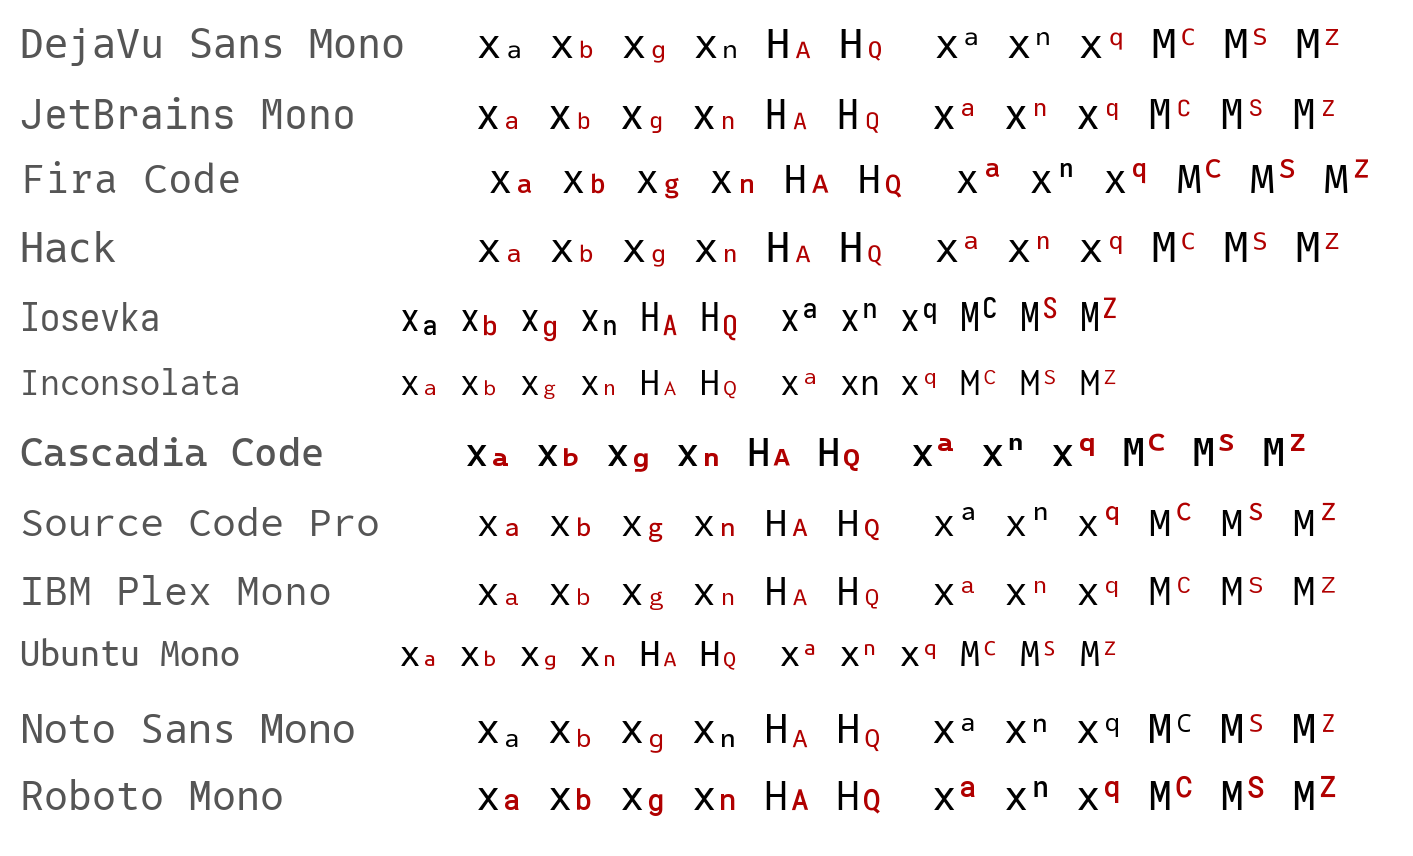 DejaVu Sans Mono xa xb xg xn HA HQ xa xn xq MC MS MZ
JetBrains Mono xa xb xg xn HA HQ xa xn xq MC MS MZ
Fira Code xa xb xg xn HA HQ xa xn xq MC MS MZ
Hack xa xb xg xn HA HQ xa xn xq MC MS MZ
Iosevka xa xb xg xn HA HQ xa xn xq MC MS MZ
Inconsolata xa xb xg xn HA HQ xa xn xq MC MS MZ
Cascadia Code xa xb xg xn HA HQ xa xn xq MC MS MZ
Source Code Pro xa xb xg xn HA HQ xa xn xq MC MS MZ
IBM Plex Mono xa xb xg xn HA HQ xa xn xq MC MS MZ
Ubuntu Mono xa xb xg xn HA HQ xa xn xq MC MS MZ
Noto Sans Mono xa xb xg xn HA HQ xa xn xq MC MS MZ
Roboto Mono xa xb xg xn HA HQ xa xn xq MC MS MZ